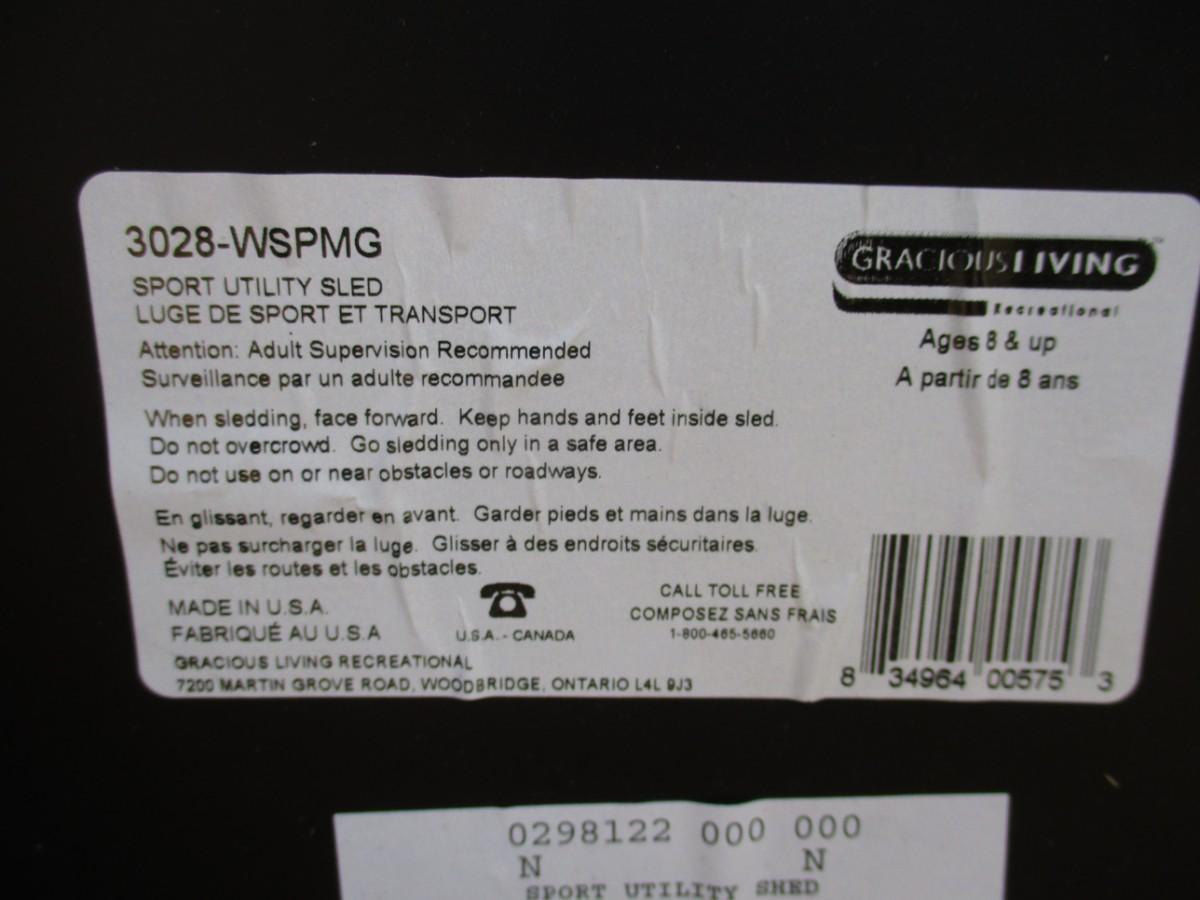 3028-WSPMG
SPORT UTILITY SLED
LUGE DE SPORT ET TRANSPORT
Attention: Adult Supervision Recommended
Surveillance par un adulte recommandee
GRACIOUS LIVING
Recreational
Ages 8 & up
A partir de 8 ans
When sledding, face forward. Keep hands and feet inside sled.
Do not overcrowd. Go sledding only in a safe area.
Do not use on or near obstacles or roadways.
En glissant, regarder en avant. Garder pieds et mains dans la luge.
Ne pas surcharger la luge. Glisser à des endroits sécuritaires.
Éviter les routes et les obstacles.
MADE IN U.S.A.
FABRIQUÉ AU U.S.A
U.S.A. - CANADA
CALL TOLL FREE
COMPOSEZ SANS FRAIS
1-800-465-5660
GRACIOUS LIVING RECREATIONAL
7200 MARTIN GROVE ROAD, WOODBRIDGE, ONTARIO L4L 9J3
8 34964 00575 3
0298122 000 000
N N
SPORT UTILITY SHED